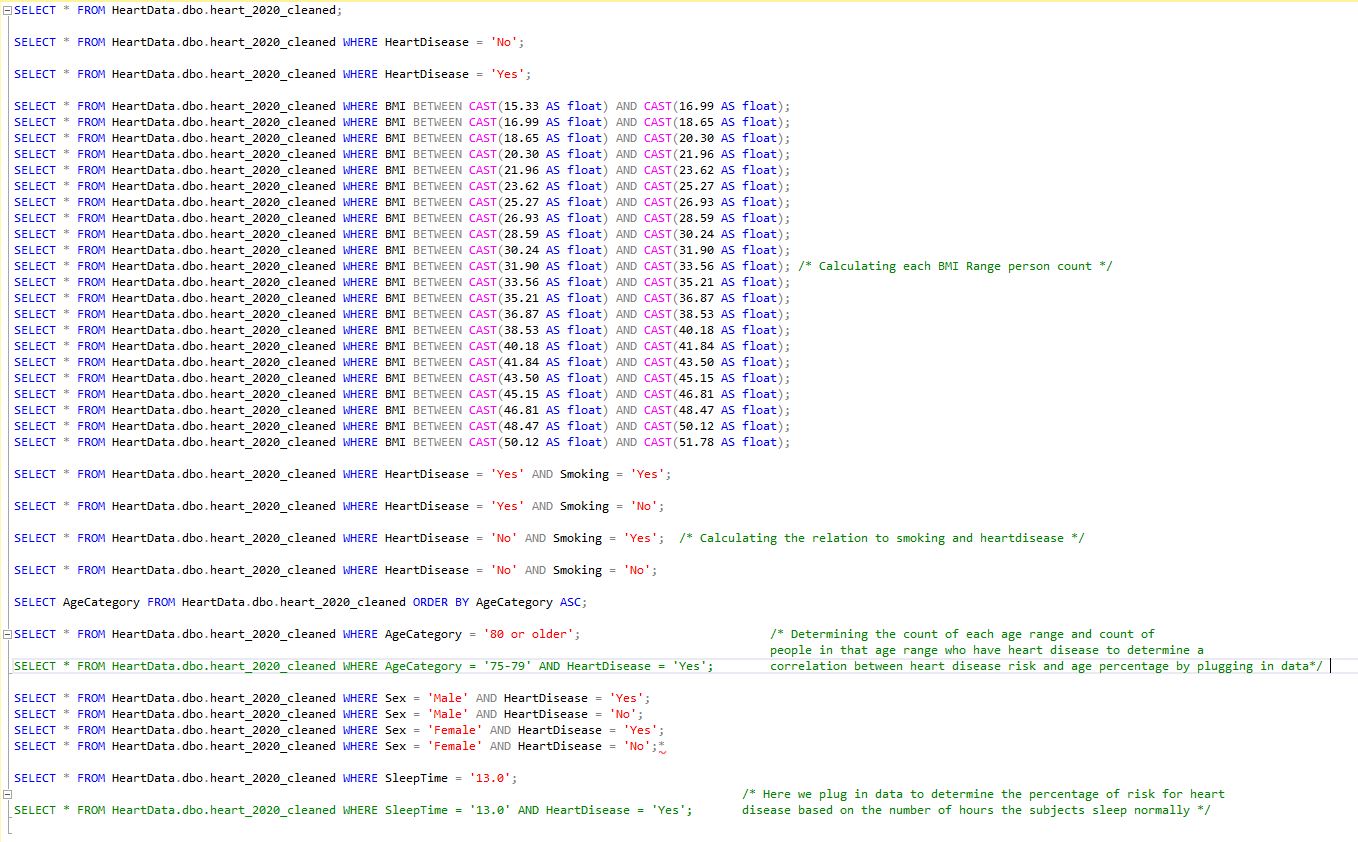 SELECT * FROM HeartData.dbo.heart_2020_cleaned;
SELECT * FROM HeartData.dbo.heart_2020_cleaned WHERE HeartDisease = 'No';
SELECT * FROM HeartData.dbo.heart_2020_cleaned WHERE HeartDisease = 'Yes';
SELECT * FROM HeartData.dbo.heart_2020_cleaned WHERE BMI BETWEEN CAST(15.33 AS float) AND CAST(16.99 AS float);
SELECT * FROM HeartData.dbo.heart_2020_cleaned WHERE BMI BETWEEN CAST(16.99 AS float) AND CAST(18.65 AS float);
SELECT * FROM HeartData.dbo.heart_2020_cleaned WHERE BMI BETWEEN CAST(18.65 AS float) AND CAST(20.30 AS float);
SELECT * FROM HeartData.dbo.heart_2020_cleaned WHERE BMI BETWEEN CAST(20.30 AS float) AND CAST(21.96 AS float);
SELECT * FROM HeartData.dbo.heart_2020_cleaned WHERE BMI BETWEEN CAST(21.96 AS float) AND CAST(23.62 AS float);
SELECT * FROM HeartData.dbo.heart_2020_cleaned WHERE BMI BETWEEN CAST(23.62 AS float) AND CAST(25.27 AS float);
SELECT * FROM HeartData.dbo.heart_2020_cleaned WHERE BMI BETWEEN CAST(25.27 AS float) AND CAST(26.93 AS float);
SELECT * FROM HeartData.dbo.heart_2020_cleaned WHERE BMI BETWEEN CAST(26.93 AS float) AND CAST(28.59 AS float);
SELECT * FROM HeartData.dbo.heart_2020_cleaned WHERE BMI BETWEEN CAST(28.59 AS float) AND CAST(30.24 AS float);
SELECT * FROM HeartData.dbo.heart_2020_cleaned WHERE BMI BETWEEN CAST(30.24 AS float) AND CAST(31.90 AS float);
SELECT * FROM HeartData.dbo.heart_2020_cleaned WHERE BMI BETWEEN CAST(31.90 AS float) AND CAST(33.56 AS float); /* Calculating each BMI Range person count */
SELECT * FROM HeartData.dbo.heart_2020_cleaned WHERE BMI BETWEEN CAST(33.56 AS float) AND CAST(35.21 AS float);
SELECT * FROM HeartData.dbo.heart_2020_cleaned WHERE BMI BETWEEN CAST(35.21 AS float) AND CAST(36.87 AS float);
SELECT * FROM HeartData.dbo.heart_2020_cleaned WHERE BMI BETWEEN CAST(36.87 AS float) AND CAST(38.53 AS float);
SELECT * FROM HeartData.dbo.heart_2020_cleaned WHERE BMI BETWEEN CAST(38.53 AS float) AND CAST(40.18 AS float);
SELECT * FROM HeartData.dbo.heart_2020_cleaned WHERE BMI BETWEEN CAST(40.18 AS float) AND CAST(41.84 AS float);
SELECT * FROM HeartData.dbo.heart_2020_cleaned WHERE BMI BETWEEN CAST(41.84 AS float) AND CAST(43.50 AS float);
SELECT * FROM HeartData.dbo.heart_2020_cleaned WHERE BMI BETWEEN CAST(43.50 AS float) AND CAST(45.15 AS float);
SELECT * FROM HeartData.dbo.heart_2020_cleaned WHERE BMI BETWEEN CAST(45.15 AS float) AND CAST(46.81 AS float);
SELECT * FROM HeartData.dbo.heart_2020_cleaned WHERE BMI BETWEEN CAST(46.81 AS float) AND CAST(48.47 AS float);
SELECT * FROM HeartData.dbo.heart_2020_cleaned WHERE BMI BETWEEN CAST(48.47 AS float) AND CAST(50.12 AS float);
SELECT * FROM HeartData.dbo.heart_2020_cleaned WHERE BMI BETWEEN CAST(50.12 AS float) AND CAST(51.78 AS float);
SELECT * FROM HeartData.dbo.heart_2020_cleaned WHERE HeartDisease = 'Yes' AND Smoking = 'Yes';
SELECT * FROM HeartData.dbo.heart_2020_cleaned WHERE HeartDisease = 'Yes' AND Smoking = 'No';
SELECT * FROM HeartData.dbo.heart_2020_cleaned WHERE HeartDisease = 'No' AND Smoking = 'Yes'; /* Calculating the relation to smoking and heartdisease */
SELECT * FROM HeartData.dbo.heart_2020_cleaned WHERE HeartDisease = 'No' AND Smoking = 'No';
SELECT AgeCategory FROM HeartData.dbo.heart_2020_cleaned ORDER BY AgeCategory ASC;
SELECT * FROM HeartData.dbo.heart_2020_cleaned WHERE AgeCategory = '80 or older'; /* Determining the count of each age range and count of
people in that age range who have heart disease to determine a
SELECT * FROM HeartData.dbo.heart_2020_cleaned WHERE AgeCategory = '75-79' AND HeartDisease = 'Yes'; correlation between heart disease risk and age percentage by plugging in data*/
SELECT * FROM HeartData.dbo.heart_2020_cleaned WHERE Sex = 'Male' AND HeartDisease = 'Yes';
SELECT * FROM HeartData.dbo.heart_2020_cleaned WHERE Sex = 'Male' AND HeartDisease = 'No';
SELECT * FROM HeartData.dbo.heart_2020_cleaned WHERE Sex = 'Female' AND HeartDisease = 'Yes';
SELECT * FROM HeartData.dbo.heart_2020_cleaned WHERE Sex = 'Female' AND HeartDisease = 'No';*
SELECT * FROM HeartData.dbo.heart_2020_cleaned WHERE SleepTime = '13.0';
/* Here we plug in data to determine the percentage of risk for heart
SELECT * FROM HeartData.dbo.heart_2020_cleaned WHERE SleepTime = '13.0' AND HeartDisease = 'Yes'; disease based on the number of hours the subjects sleep normally */